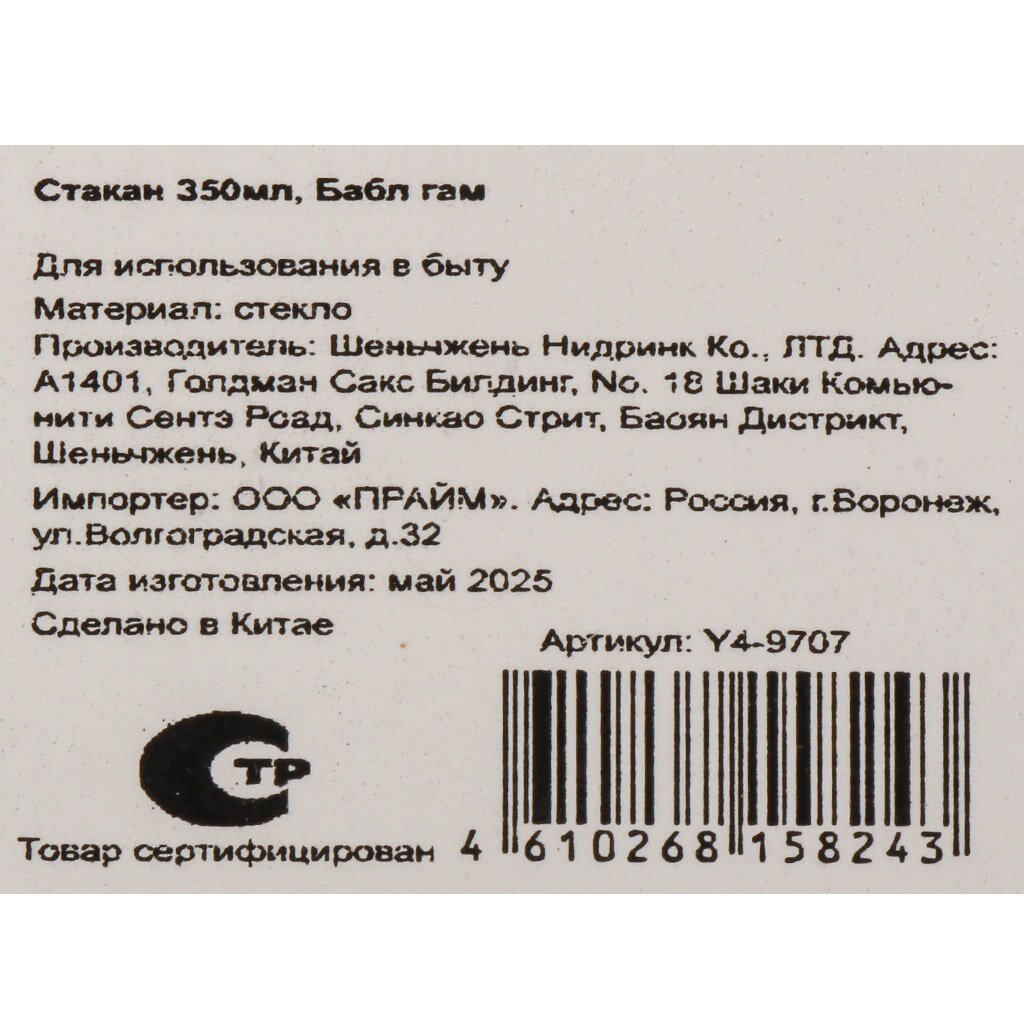 Стакан 350мл, Бабл гам
Для использования в быту
Материал: стекло
Производитель: Шеньчжень Нидринк Ко., ЛТД. Адрес:
А1401, Голдман Сакс Билдинг, No. 18 Шаки Комью-
нити Сентэ Роад, Синкао Стрит, Баоян Дистрикт,
Шеньчжень, Китай
Импортер: ООО «ПРАЙМ». Адрес: Россия, г.Воронеж,
ул.Волгоградская, д.32
Дата изготовления: май 2025
Сделано в Китае
Артикул: Y4-9707
СТР
Товар сертифицирован
4 610268 158243